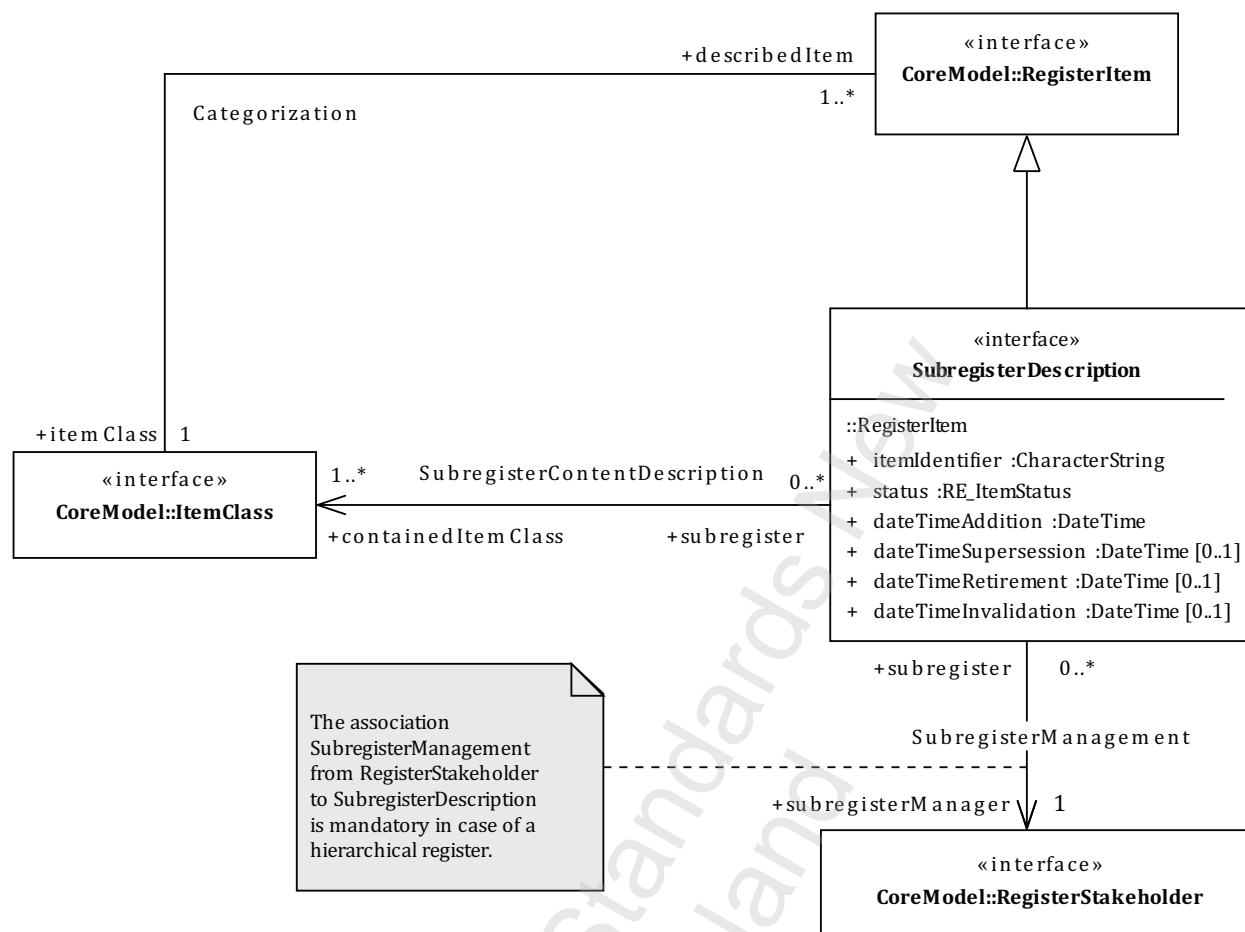 «interface»
CoreModel::RegisterItem
+describedItem
1..*
Categorization
«interface»
SubregisterDescription
::RegisterItem
+ itemIdentifier :CharacterString
+ status :RE_ItemStatus
+ dateTimeAddition :DateTime
+ dateTimeSupersession :DateTime [0..1]
+ dateTimeRetirement :DateTime [0..1]
+ dateTimeInvalidation :DateTime [0..1]
+itemClass 1
«interface»
CoreModel::ItemClass
1..* SubregisterContentDescription 0..*
+containedItemClass +subregister
+subregister 0..*
SubregisterManagement
The association
SubregisterManagement
from RegisterStakeholder
to SubregisterDescription
is mandatory in case of a
hierarchical register.
+subregisterManager 1
«interface»
CoreModel::RegisterStakeholder
Standards New
land